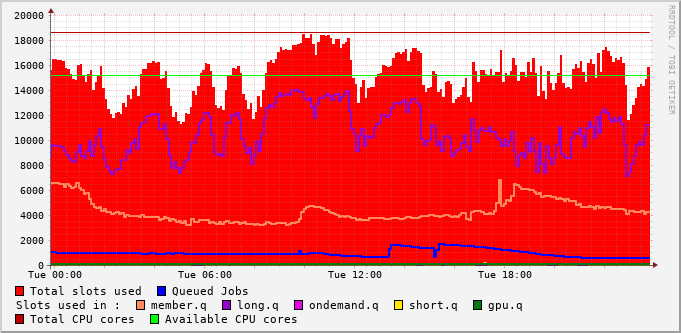 20000
18000
16000
14000
12000
10000
8000
6000
4000
2000
0
Tue 00:00 Tue 06:00 Tue 12:00 Tue 18:00
Total slots used Queued Jobs
Slots used in : member.q long.q ondemand.q short.q gpu.q
Total CPU cores Available CPU cores
RRDTOOL / TOBI OETIKER